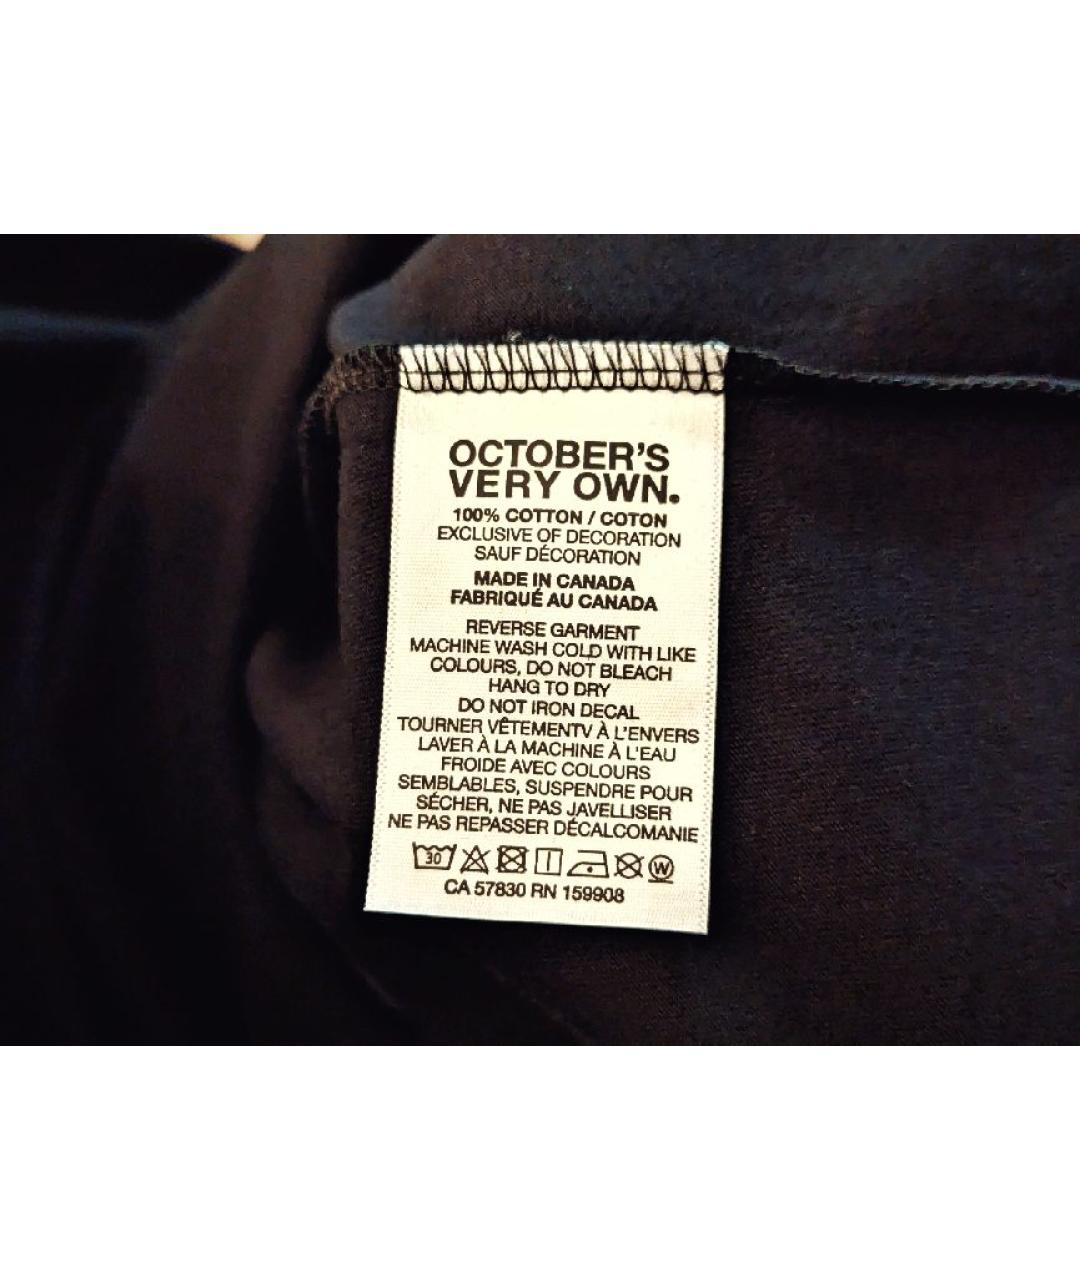 OCTOBER'S
VERY OWN.
100% COTTON / COTON
EXCLUSIVE OF DECORATION
SAUF DÉCORATION
MADE IN CANADA
FABRIQUÉ AU CANADA
REVERSE GARMENT
MACHINE WASH COLD WITH LIKE
COLOURS, DO NOT BLEACH
HANG TO DRY
DO NOT IRON DECAL
TOURNER VÊTEMENTV À L'ENVERS
LAVER À LA MACHINE À L'EAU
FROIDE AVEC COLOURS
SEMBLABLES, SUSPENDRE POUR
SÉCHER, NE PAS JAVELLISER
NE PAS REPASSER DÉCALCOMANIE
30 W
CA 57830 RN 159908